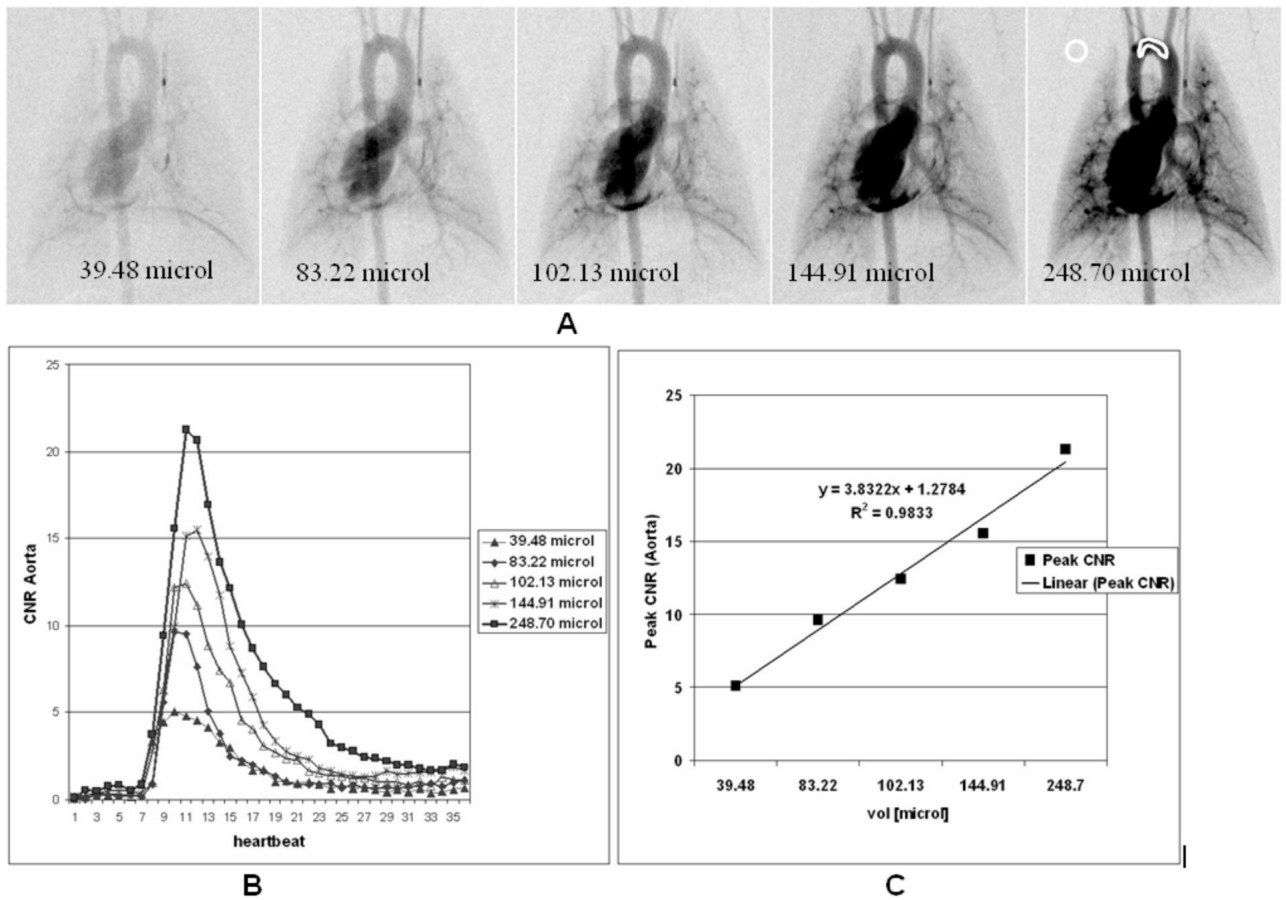 39.48 microl
83.22 microl
102.13 microl
144.91 microl
248.70 microl
A
25
20
15
10
5
0
CNR Aorta
1 3 5 7 9 11 13 15 17 19 21 23 25 27 29 31 33 35
heartbeat
39.48 microl
83.22 microl
102.13 microl
144.91 microl
248.70 microl
B
25
20
15
10
5
0
Peak CNR (Aorta)
y = 3.8322x + 1.2784
R² = 0.9833
Peak CNR
Linear (Peak CNR)
39.48 83.22 102.13 144.91 248.7
vol [microl]
C